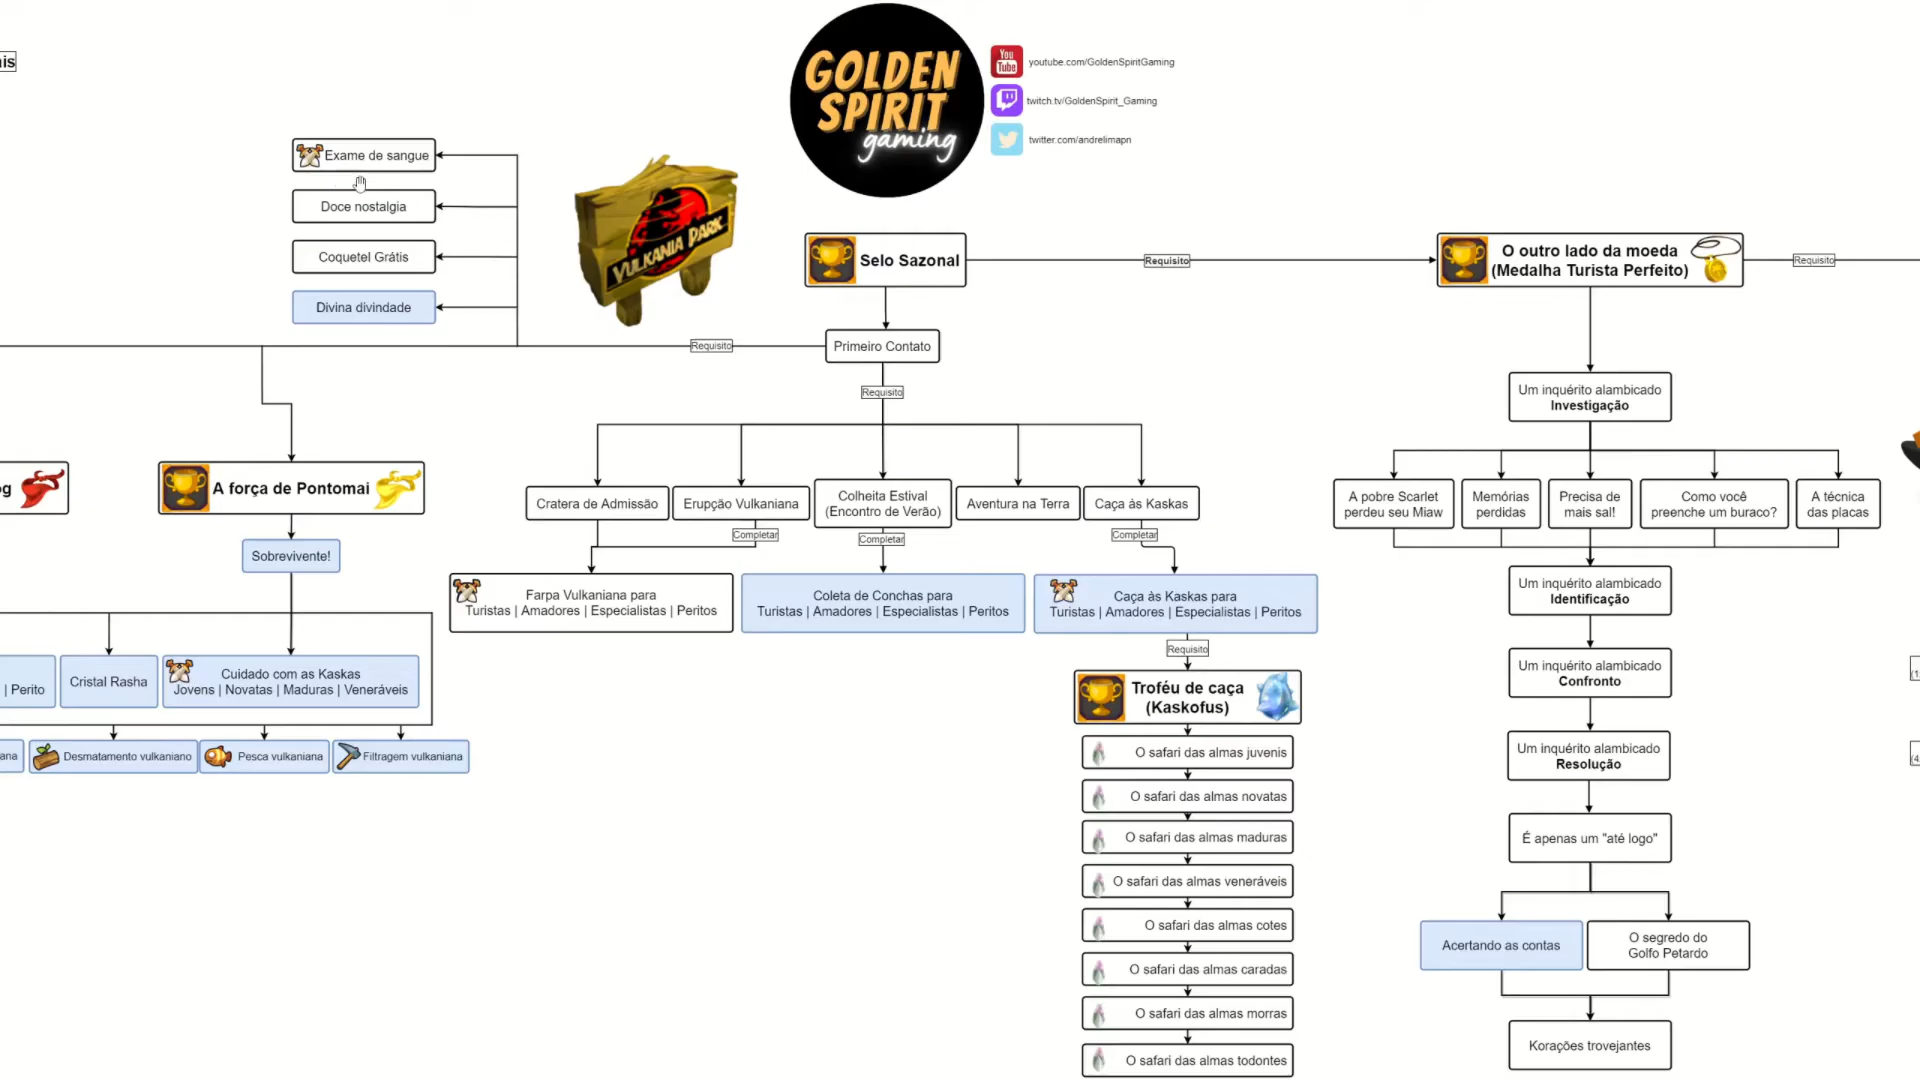 is
Exame de sangue
Doce nostalgia
Coquetel Grátis
Divina divindade
VULKANIA PARK
GOLDEN
SPIRIT
gaming
You
Tube
youtube.com/GoldenSpiritGaming
twitch.tv/GoldenSpirit_Gaming
twitter.com/andrelimapn
Selo Sazonal
Requisito
O outro lado da moeda
(Medalha Turista Perfeito)
Requisito
Requisito
Primeiro Contato
Requisito
g
A força de Pontomai
Sobrevivente!
| Perito
Cristal Rasha
Cuidado com as Kaskas
Jovens | Novatas | Maduras | Veneráveis
ana
Desmatamento vulkaniano
Pesca vulkaniana
Filtragem vulkaniana
Cratera de Admissão
Erupção Vulkaniana
Colheita Estival
(Encontro de Verão)
Aventura na Terra
Caça às Kaskas
Completar
Completar
Completar
Farpa Vulkaniana para
Turistas | Amadores | Especialistas | Peritos
Coleta de Conchas para
Turistas | Amadores | Especialistas | Peritos
Caça às Kaskas para
Turistas | Amadores | Especialistas | Peritos
Requisito
Troféu de caça
(Kaskofus)
O safari das almas juvenis
O safari das almas novatas
O safari das almas maduras
O safari das almas veneráveis
O safari das almas cotes
O safari das almas caradas
O safari das almas morras
O safari das almas todontes
Um inquérito alambicado
Investigação
A pobre Scarlet
perdeu seu Miaw
Memórias
perdidas
Precisa de
mais sal!
Como você
preenche um buraco?
A técnica
das placas
Um inquérito alambicado
Identificação
Um inquérito alambicado
Confronto
Um inquérito alambicado
Resolução
É apenas um "até logo"
Acertando as contas
O segredo do
Golfo Petardo
Korações trovejantes